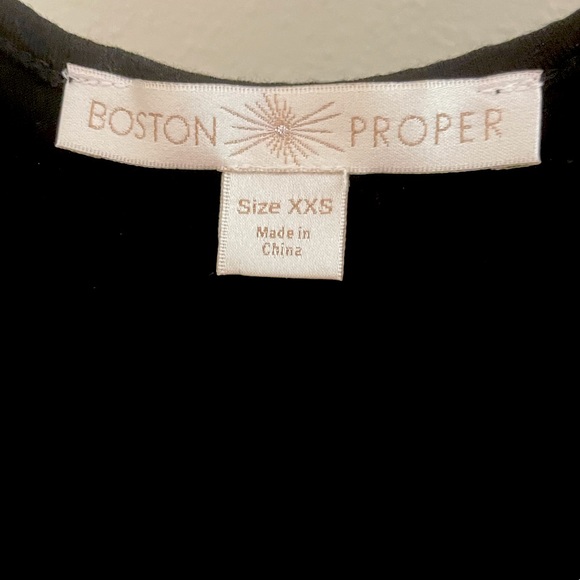 BOSTON PROPER
Size XXS
Made in
China